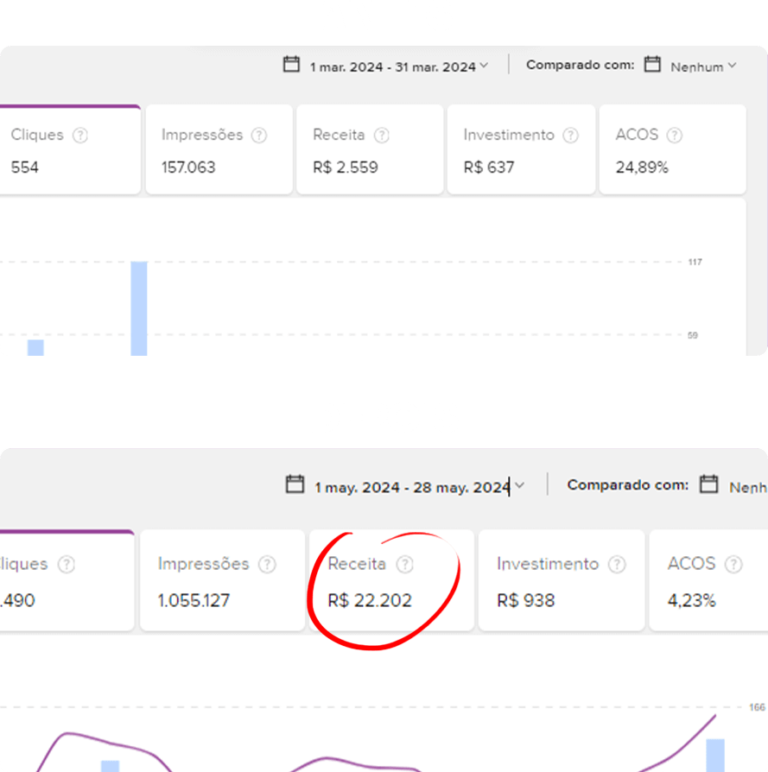 1 mar. 2024 - 31 mar. 2024 Comparado com: Nenhum
Cliques ? Impressões ? Receita ? Investimento ? ACOS ?
554 157.063 R$ 2.559 R$ 637 24,89%
117
59
1 may. 2024 - 28 may. 2024 Comparado com: Nenh
liques ? Impressões ? Receita ? Investimento ? ACOS ?
.490 1.055.127 R$ 22.202 R$ 938 4,23%
166